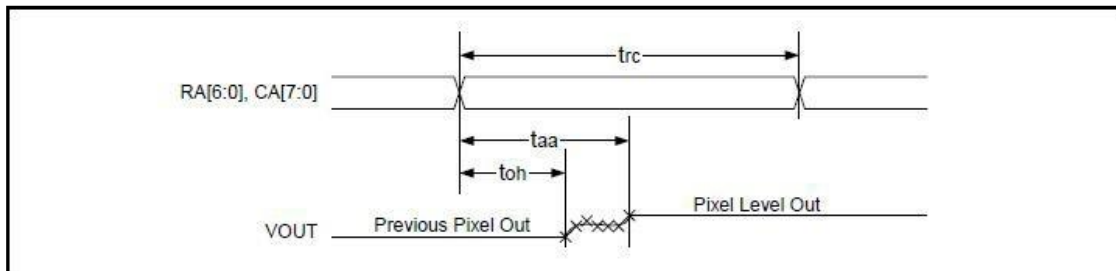 trc
RA[6:0], CA[7:0]
taa
toh
Previous Pixel Out
Pixel Level Out
VOUT